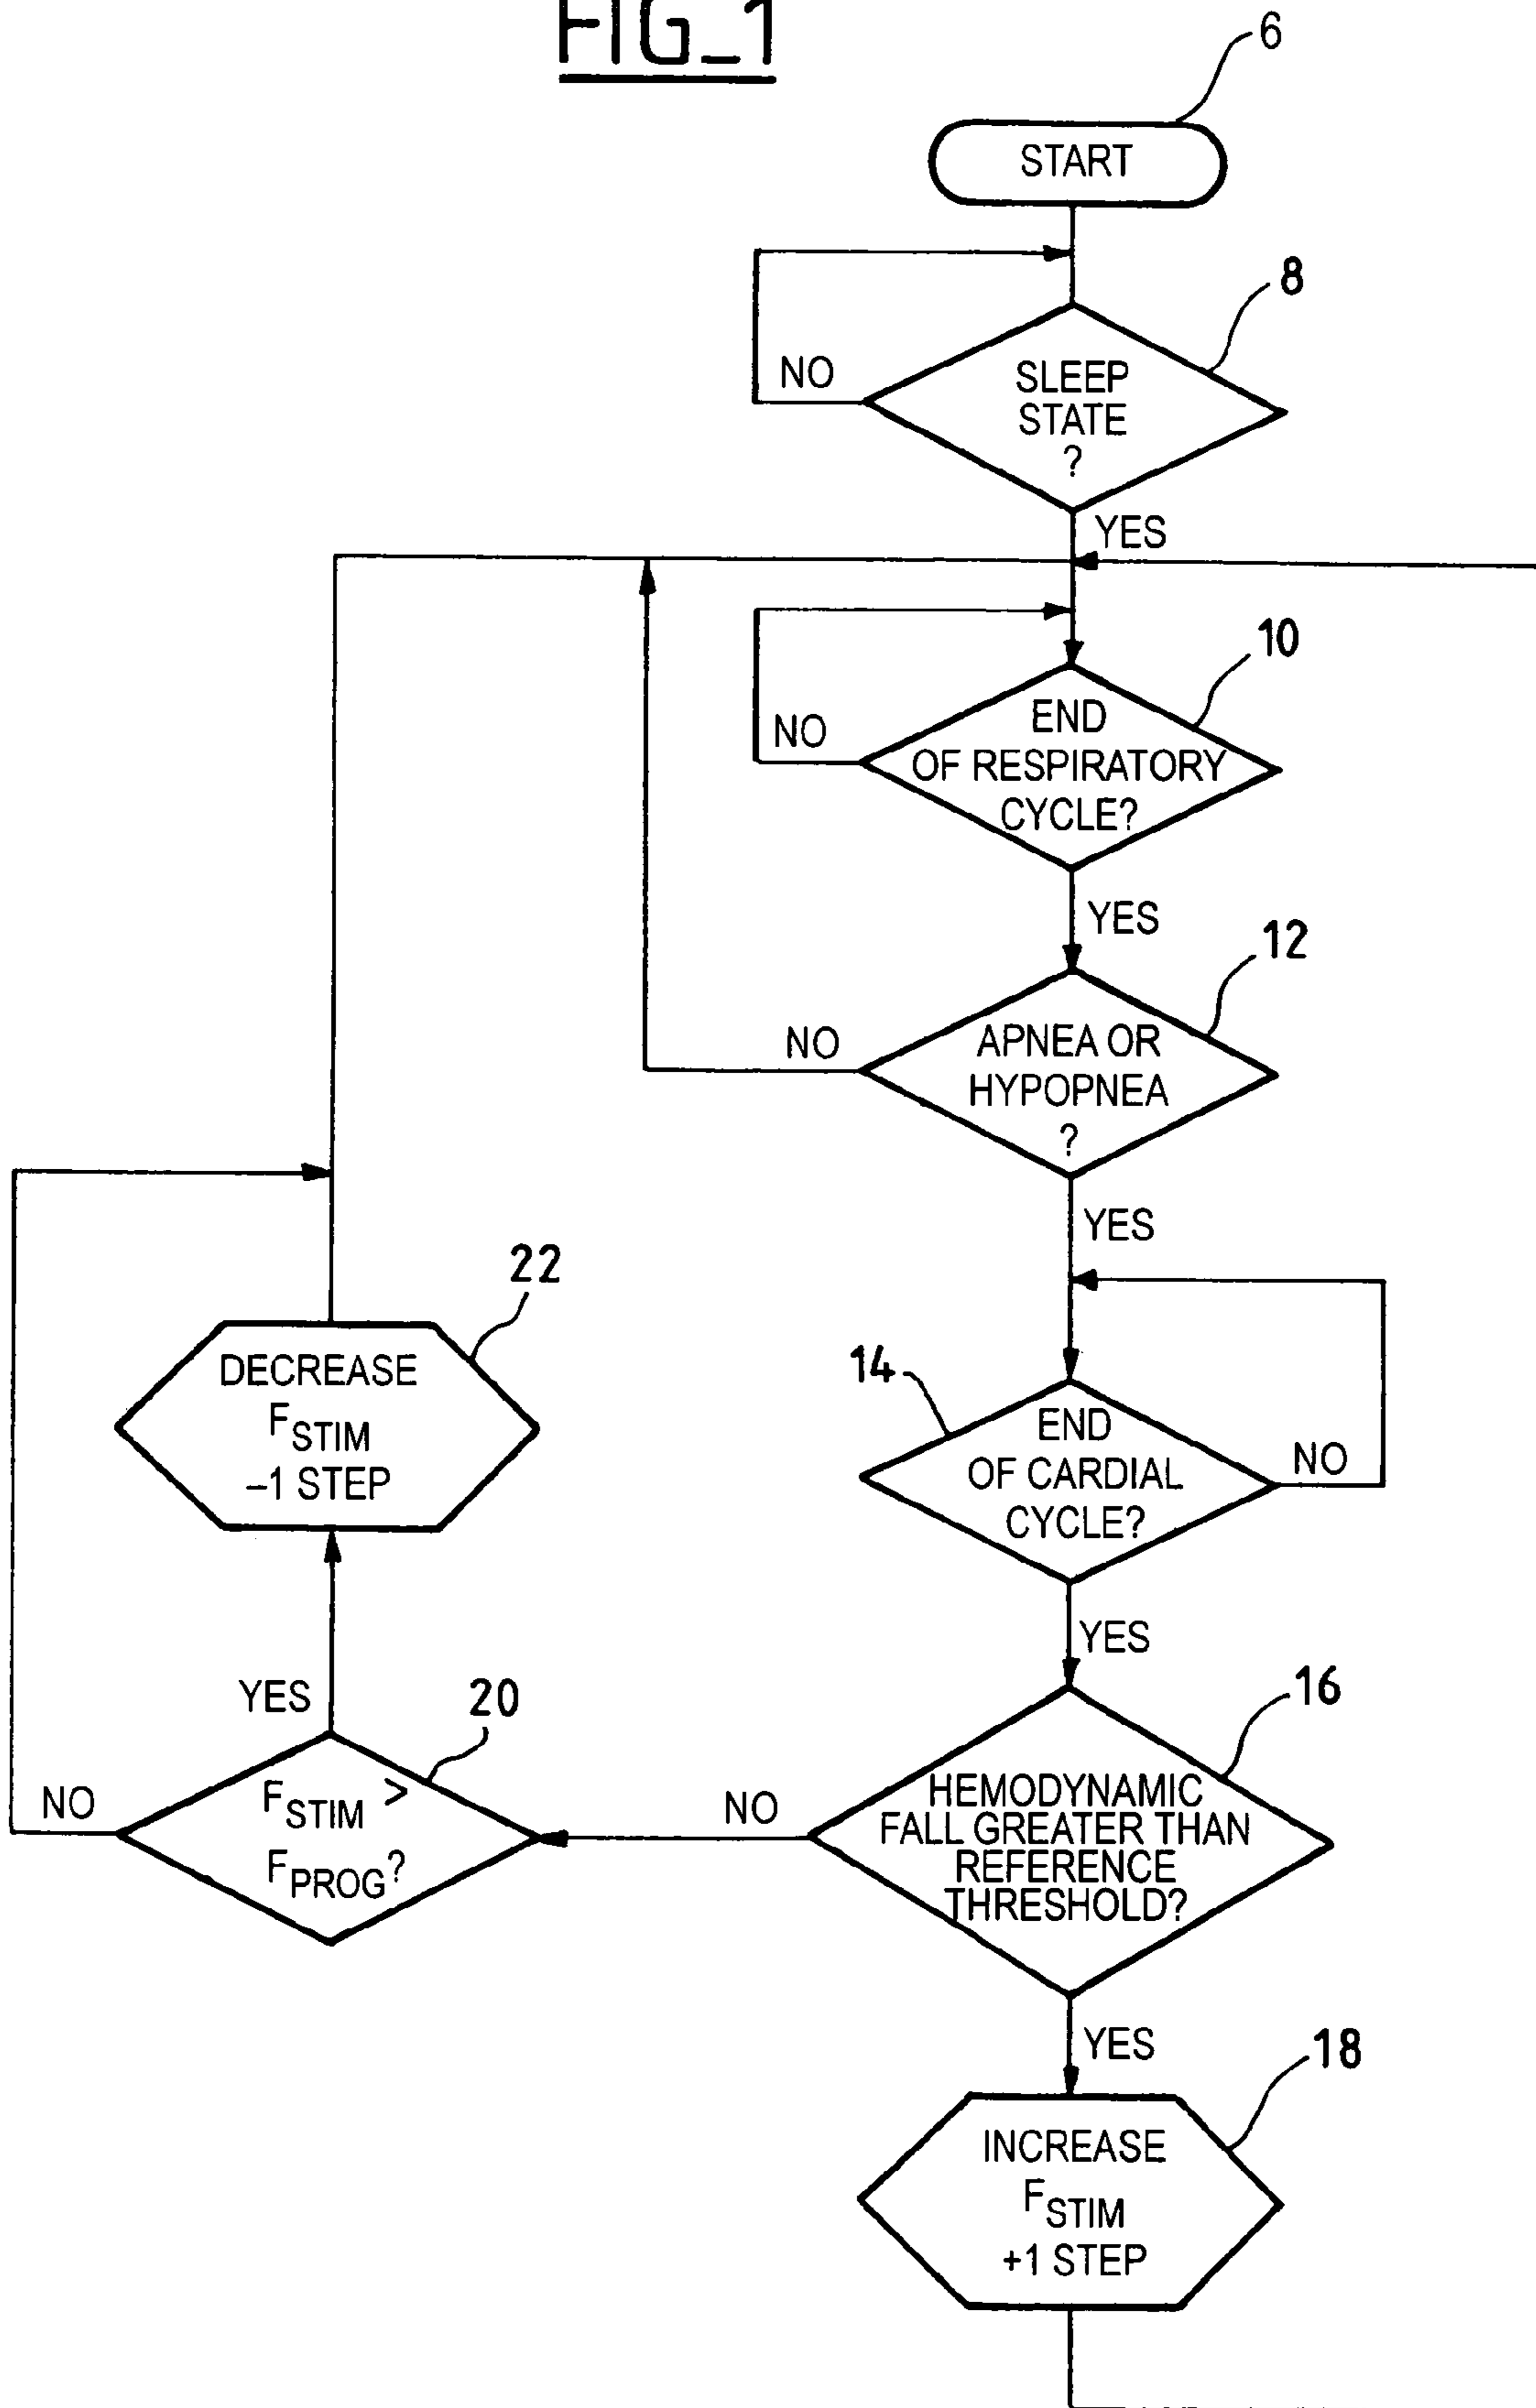 FIG_1
6
START
8
NO
SLEEP
STATE
?
YES
10
NO
END
OF RESPIRATORY
CYCLE?
YES
12
NO
APNEA OR
HYPOPNEA
?
YES
22
DECREASE
FSTIM
–1 STEP
14
END
OF CARDIAL
CYCLE?
NO
YES
YES
20
16
NO
FSTIM >
FPROG?
NO
HEMODYNAMIC
FALL GREATER THAN
REFERENCE
THRESHOLD?
YES
18
INCREASE
FSTIM
+1 STEP